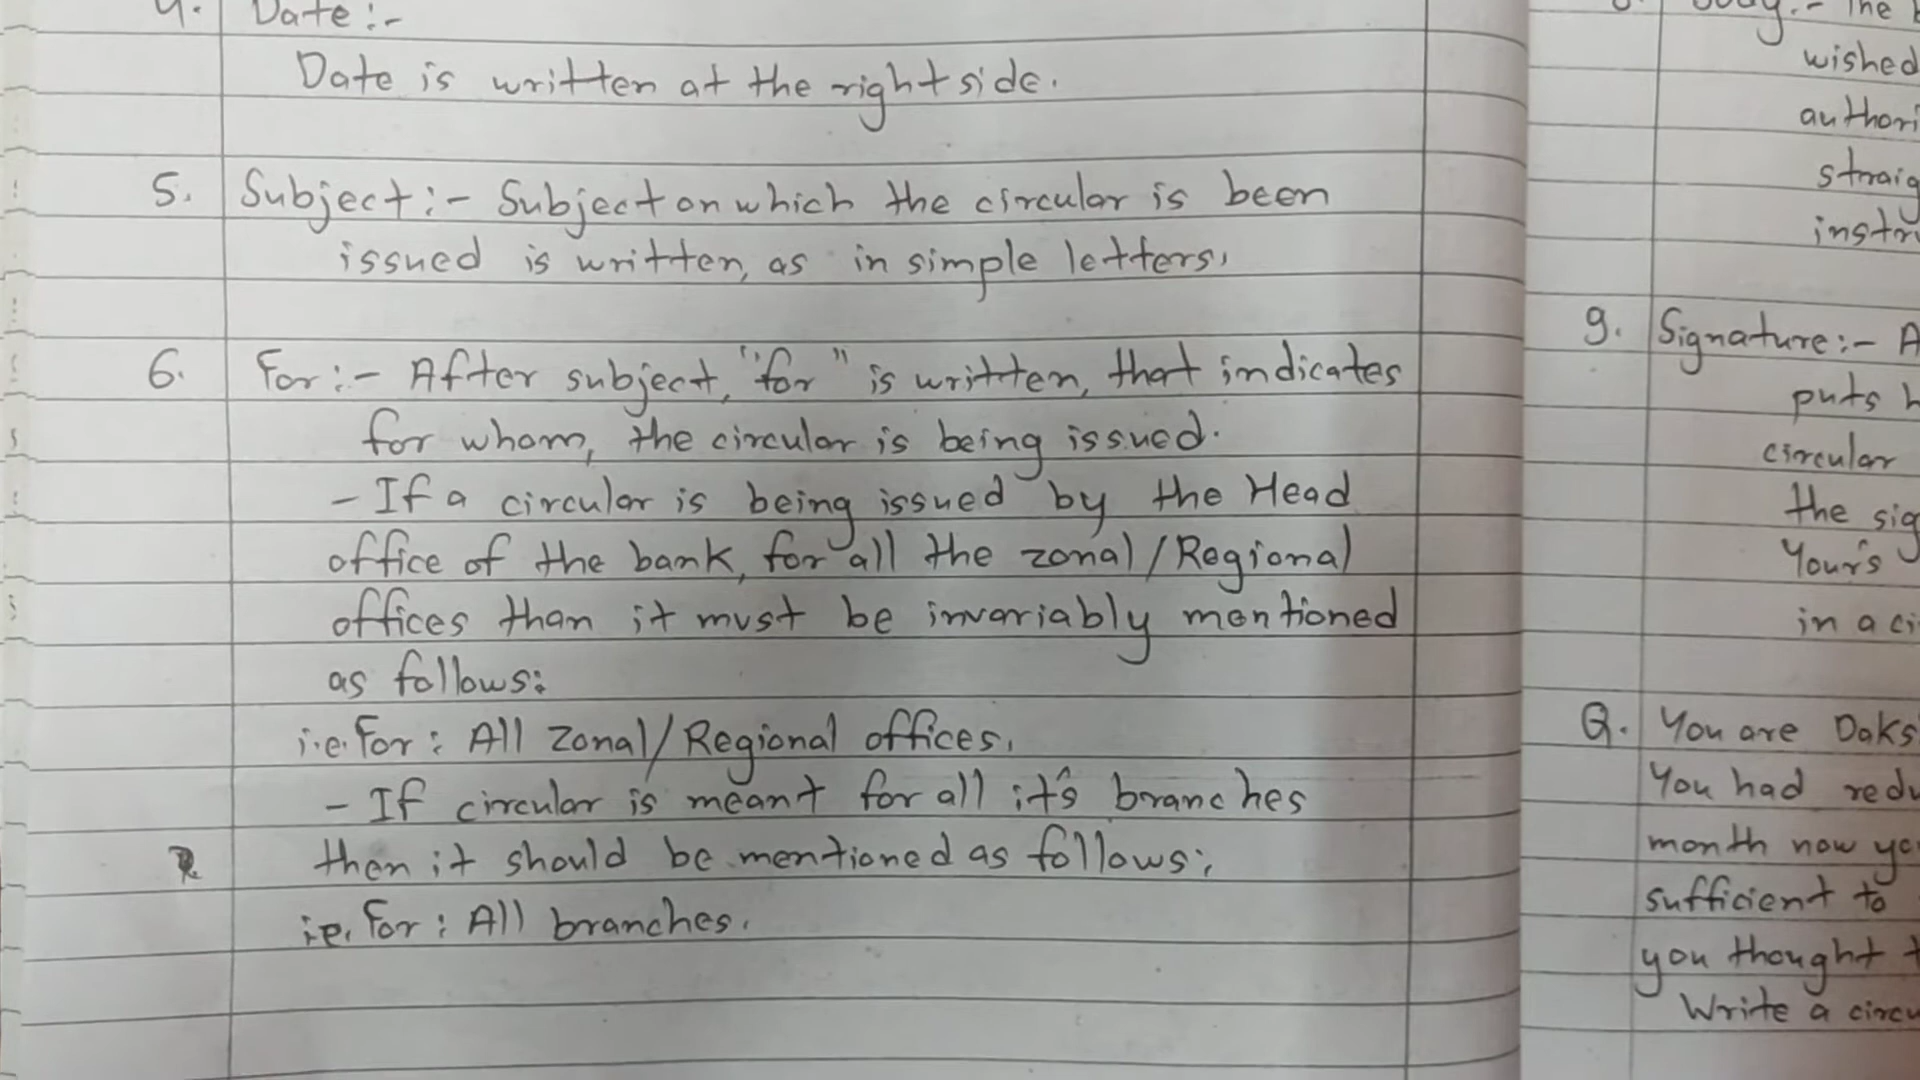 4. Date :-
Date is written at the right side.
5. Subject :- Subject on which the circular is been
issued is written, as in simple letters,
6. For :- After subject, "for" is written, that indicates
for whom, the circular is being issued.
- If a circular is being issued by the Head
office of the bank, for all the zonal/Regional
offices than it must be invariably mentioned
as follows:
i.e. For : All Zonal/Regional offices.
- If circular is meant for all it's branches
then it should be mentioned as follows:
i.e. For : All branches.
:- The
wished
9. Signature :- A
puts
circular
the
Your's
in a
Q. You are
You had
month now
sufficient to
you thought
Write a